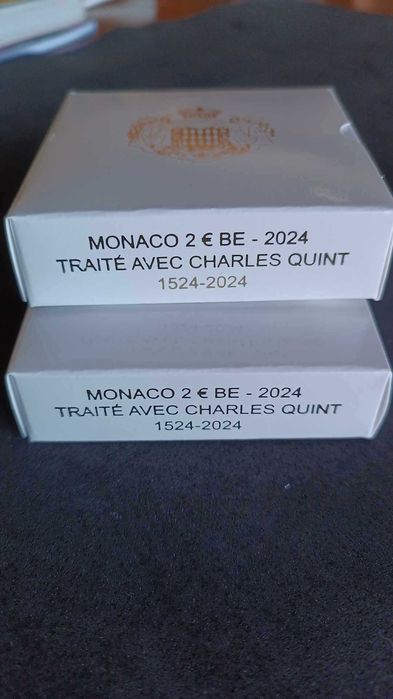 MONACO 2 € BE - 2024
TRAITÉ AVEC CHARLES QUINT
1524-2024
MONACO 2 € BE - 2024
TRAITÉ AVEC CHARLES QUINT
1524-2024